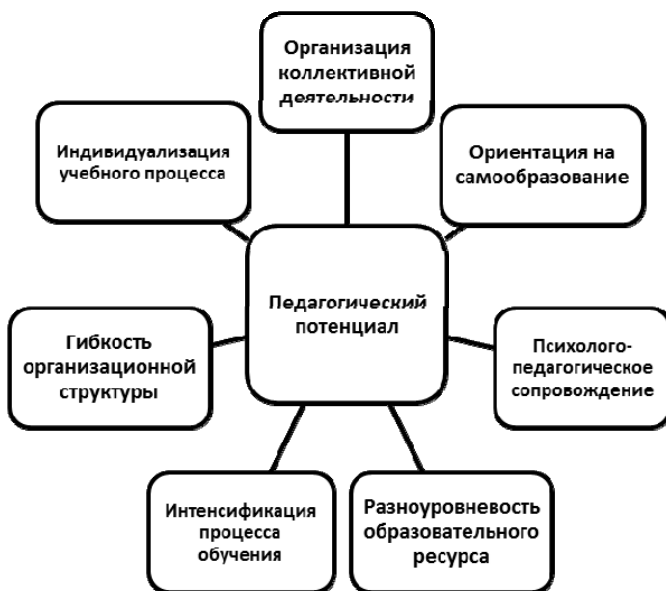 Организация
коллективной
деятельности
Индивидуализация
учебного процесса
Ориентация на
самообразование
Педагогический
потенциал
Гибкость
организационной
структуры
Психолого-
педагогическое
сопровождение
Интенсификация
процесса
обучения
Разноуровневость
образовательного
ресурса